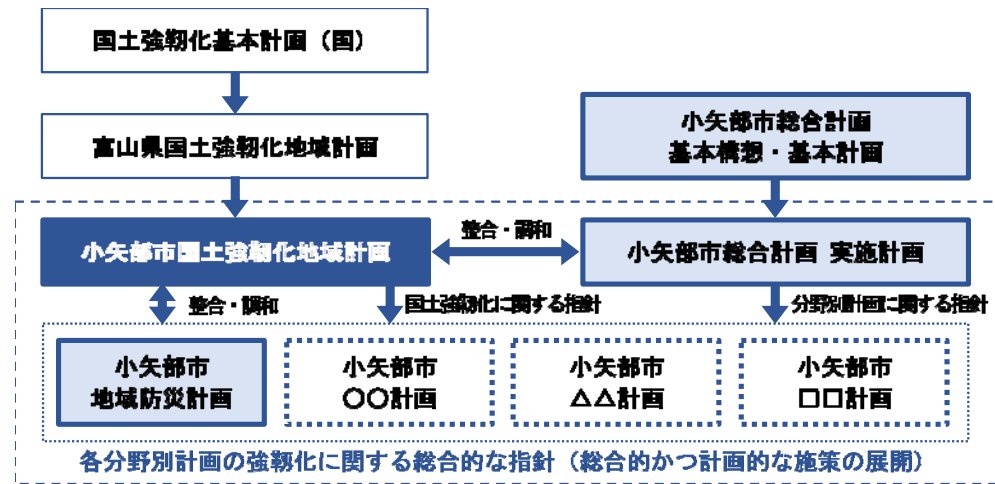 国土強靭化基本計画（国）
富山県国土強靭化地域計画
小矢部市総合計画
基本構想・基本計画
小矢部市国土強靭化地域計画
整合・調和
小矢部市総合計画 実施計画
整合・調和
国土強靭化に関する指針
分野別計画に関する指針
小矢部市
地域防災計画
小矢部市
〇〇計画
小矢部市
△△計画
小矢部市
□□計画
各分野別計画の強靭化に関する総合的な指針（総合的かつ計画的な施策の展開）